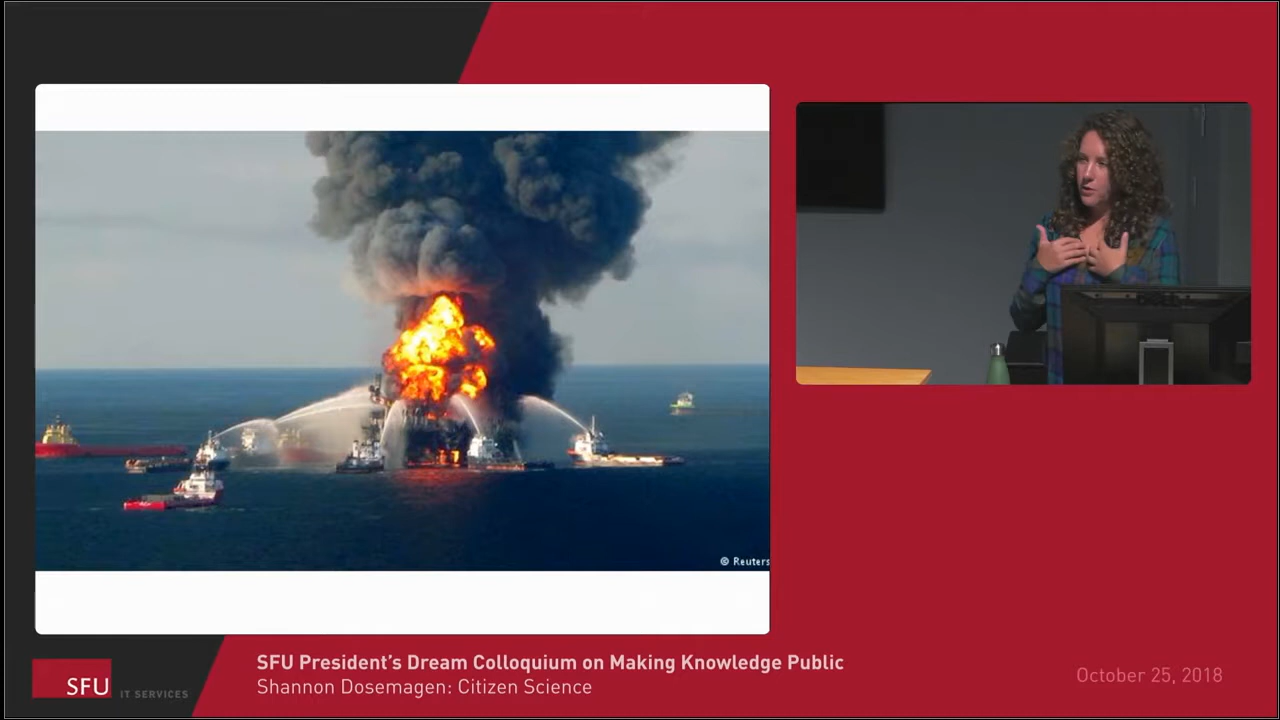 © Reuters
SFU President's Dream Colloquium on Making Knowledge Public
Shannon Dosemagen: Citizen Science
October 25, 2018
SFU
IT SERVICES